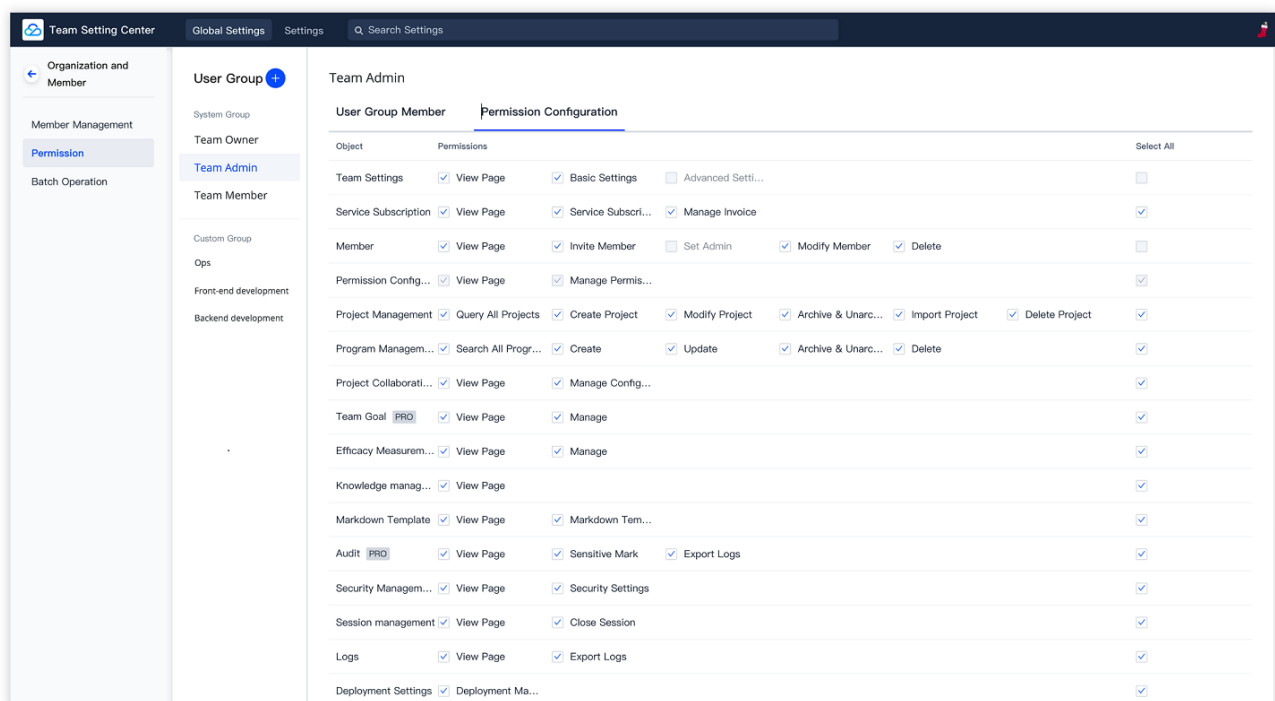 Team Setting Center Global Settings Settings Search Settings
Organization and
Member
Member Management
Permission
Batch Operation
User Group
System Group
Team Owner
Team Admin
Team Member
Custom Group
Ops
Front-end development
Backend development
Team Admin
User Group Member Permission Configuration
Object Permissions Select All
Team Settings View Page Basic Settings Advanced Setti...
Service Subscription View Page Service Subscri... Manage Invoice
Member View Page Invite Member Set Admin Modify Member Delete
Permission Config... View Page Manage Permis...
Project Management Query All Projects Create Project Modify Project Archive & Unarc... Import Project Delete Project
Program Managem... Search All Progr... Create Update Archive & Unarc... Delete
Project Collaborati... View Page Manage Config...
Team Goal PRO View Page Manage
Efficacy Measurem... View Page Manage
Knowledge manag... View Page
Markdown Template View Page Markdown Tem...
Audit PRO View Page Sensitive Mark Export Logs
Security Managem... View Page Security Settings
Session management View Page Close Session
Logs View Page Export Logs
Deployment Settings Deployment Ma...